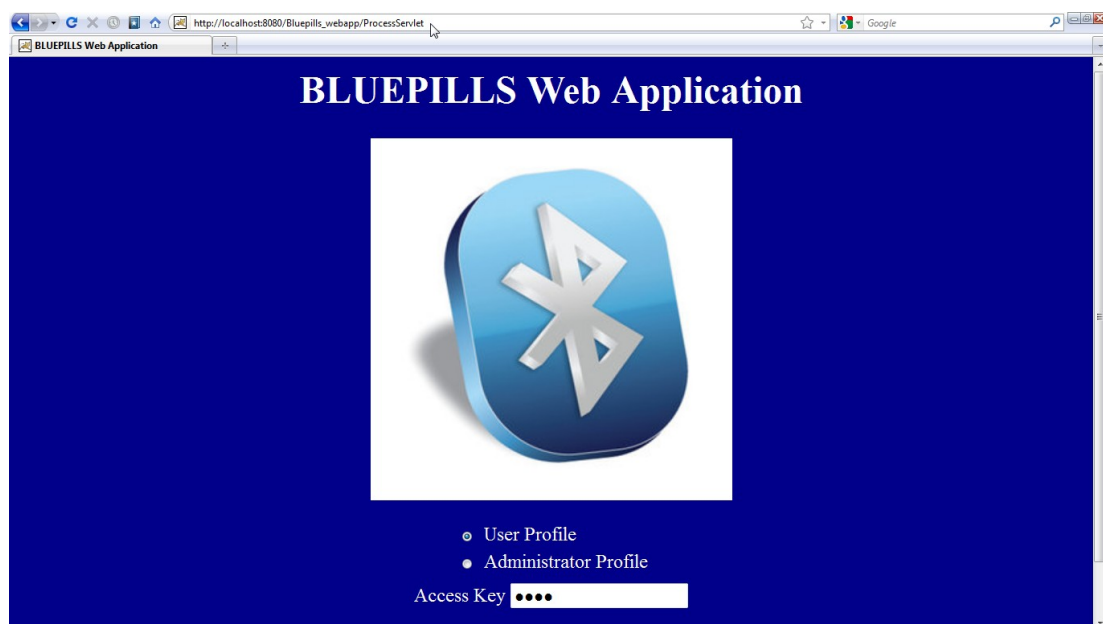 http://localhost:8080/Bluepills_webapp/ProcessServlet
Google
BLUEPILLS Web Application
BLUEPILLS Web Application
User Profile
Administrator Profile
Access Key ●●●●